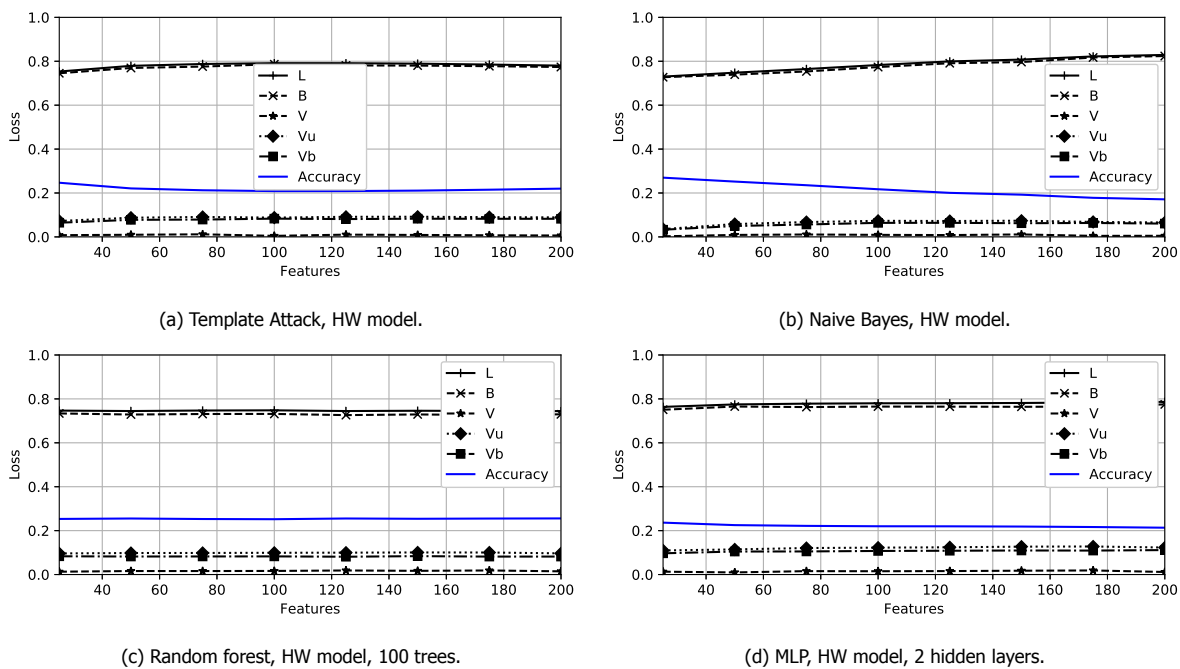 1.0
0.8
0.6
0.4
0.2
0.0
Loss
L
B
V
Vu
Vb
Accuracy
40 60 80 100 120 140 160 180 200
Features
(a) Template Attack, HW model.
1.0
0.8
0.6
0.4
0.2
0.0
Loss
L
B
V
Vu
Vb
Accuracy
40 60 80 100 120 140 160 180 200
Features
(b) Naive Bayes, HW model.
1.0
0.8
0.6
0.4
0.2
0.0
Loss
L
B
V
Vu
Vb
Accuracy
40 60 80 100 120 140 160 180 200
Features
(c) Random forest, HW model, 100 trees.
1.0
0.8
0.6
0.4
0.2
0.0
Loss
L
B
V
Vu
Vb
Accuracy
40 60 80 100 120 140 160 180 200
Features
(d) MLP, HW model, 2 hidden layers.